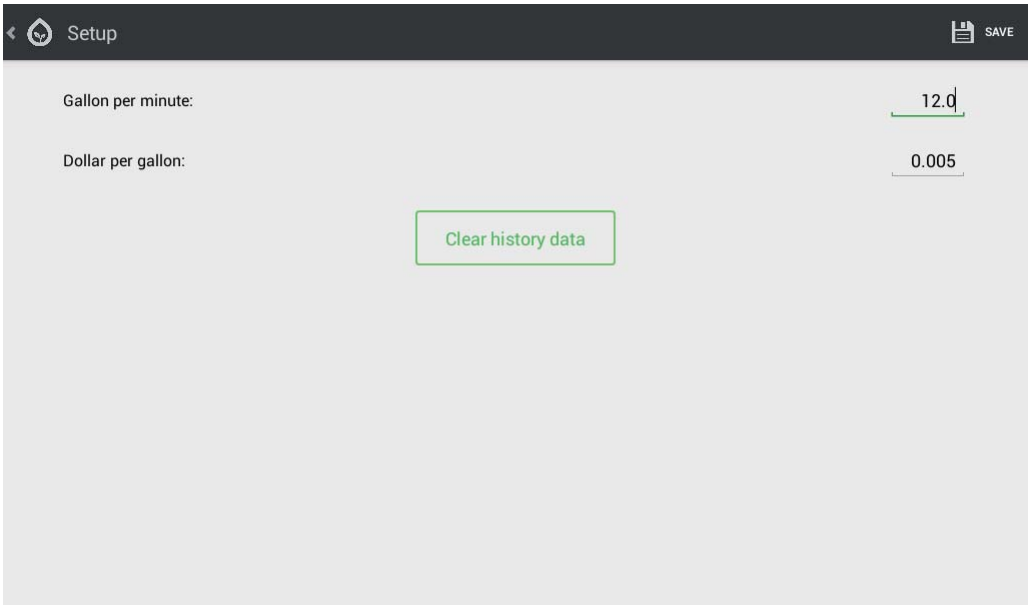 Setup
SAVE
Gallon per minute:
12.0
Dollar per gallon:
0.005
Clear history data